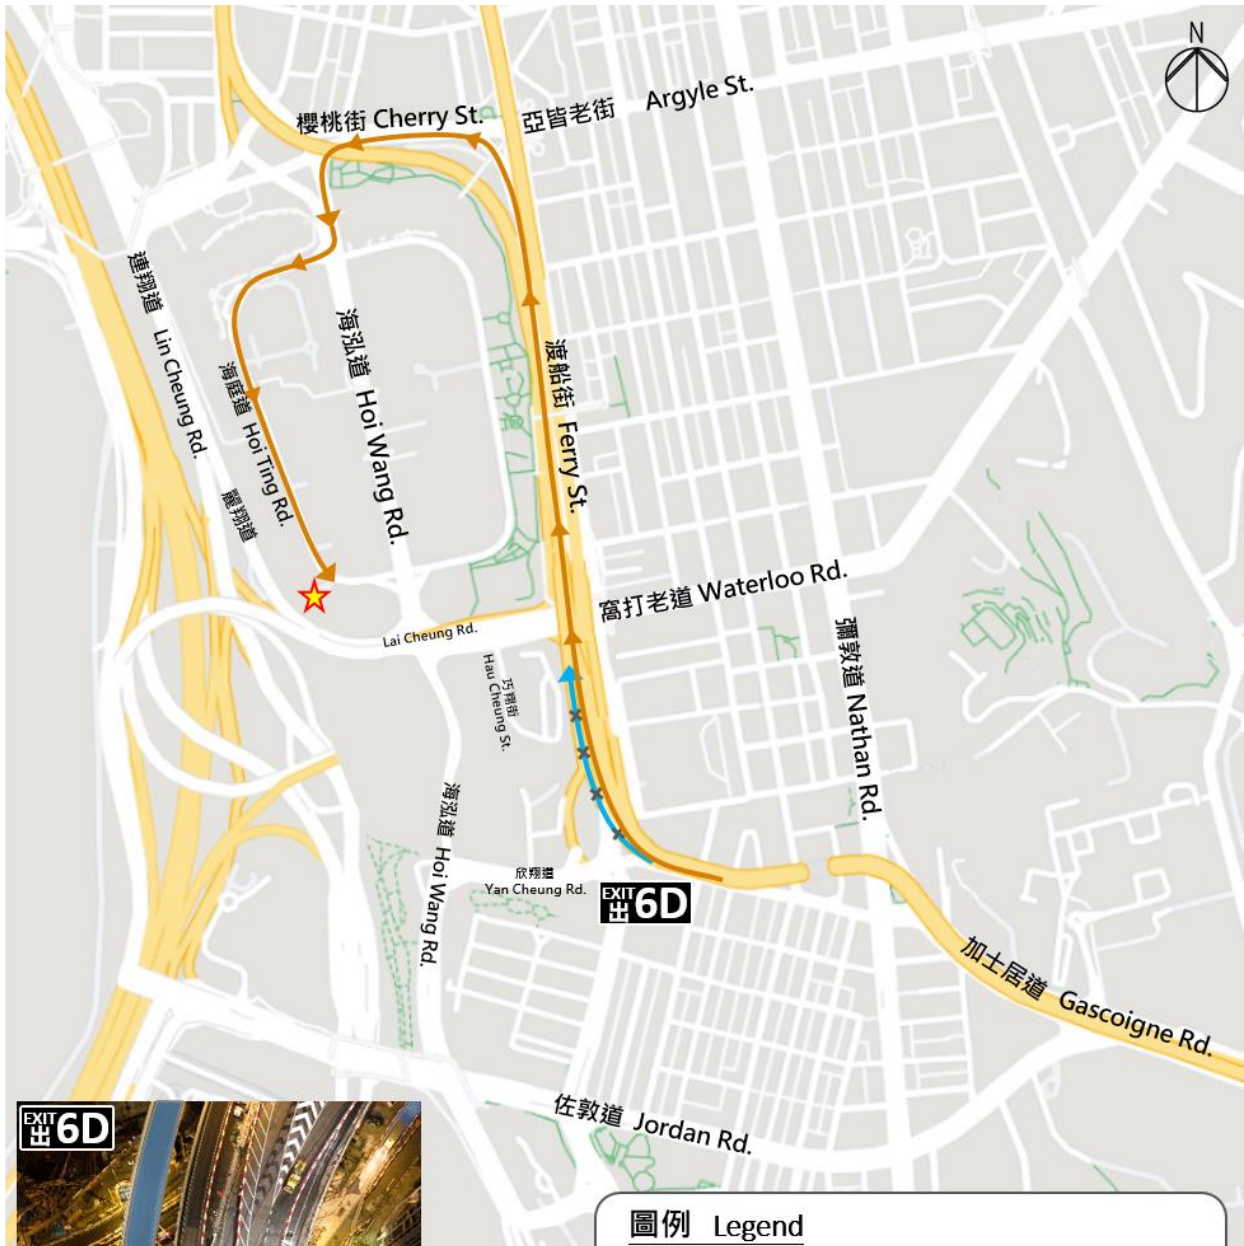 N
櫻桃街 Cherry St.
亞皆老街 Argyle St.
連翔道 Lin Cheung Rd.
海泓道 Hoi Wang Rd.
渡船街 Ferry St.
海庭道 Hoi Ting Rd.
麗翔道
Lai Cheung Rd.
窩打老道 Waterloo Rd.
彌敦道 Nathan Rd.
巧翔街
Hau Cheung St.
海泓道 Hoi Wang Rd.
欣翔道
Yan Cheung Rd.
EXIT
出 6D
加士居道 Gascoigne Rd.
佐敦道 Jordan Rd.
EXIT
出 6D
圖例 Legend